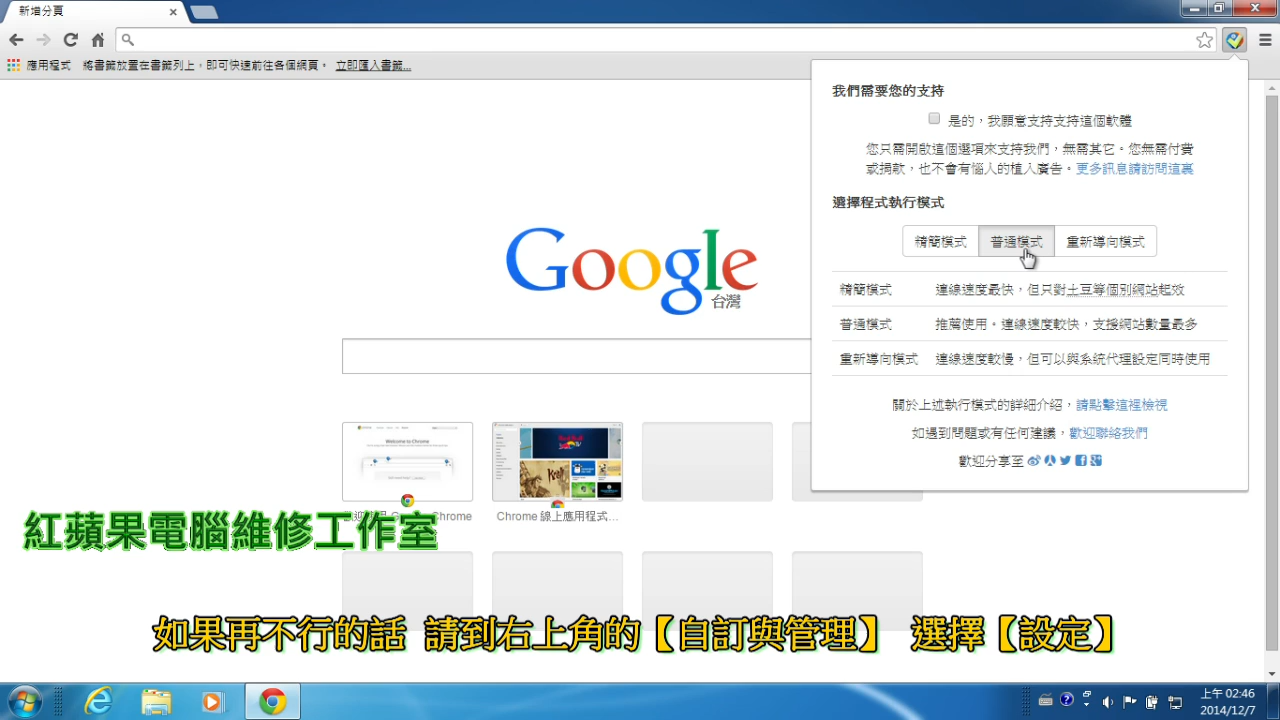 新增分頁
應用程式 將書籤放置在書籤列上，即可快速前往各個網頁。 立即匯入書籤...
我們需要您的支持
是的，我願意支持支持這個軟體
您只需開啟這個選項來支持我們，無需其它。您無需付費
或捐款，也不會有惱人的植入廣告。更多訊息請訪問這裏
選擇程式執行模式
精簡模式 普通模式 重新導向模式
精簡模式 連線速度最快，但只對土豆等個別網站起效
普通模式 推薦使用。連線速度較快，支援網站數量最多
重新導向模式 連線速度較慢，但可以與系統代理設定同時使用
關於上述執行模式的詳細介紹，請點擊這裡檢視
如遇到問題或有任何建議，歡迎聯絡我們
歡迎分享至
Google
台灣
Welcome to Chrome
Chrome
Chrome 線上應用程式...
紅蘋果電腦維修工作室
如果再不行的話 請到右上角的【自訂與管理】 選擇【設定】
上午 02:46
2014/12/7